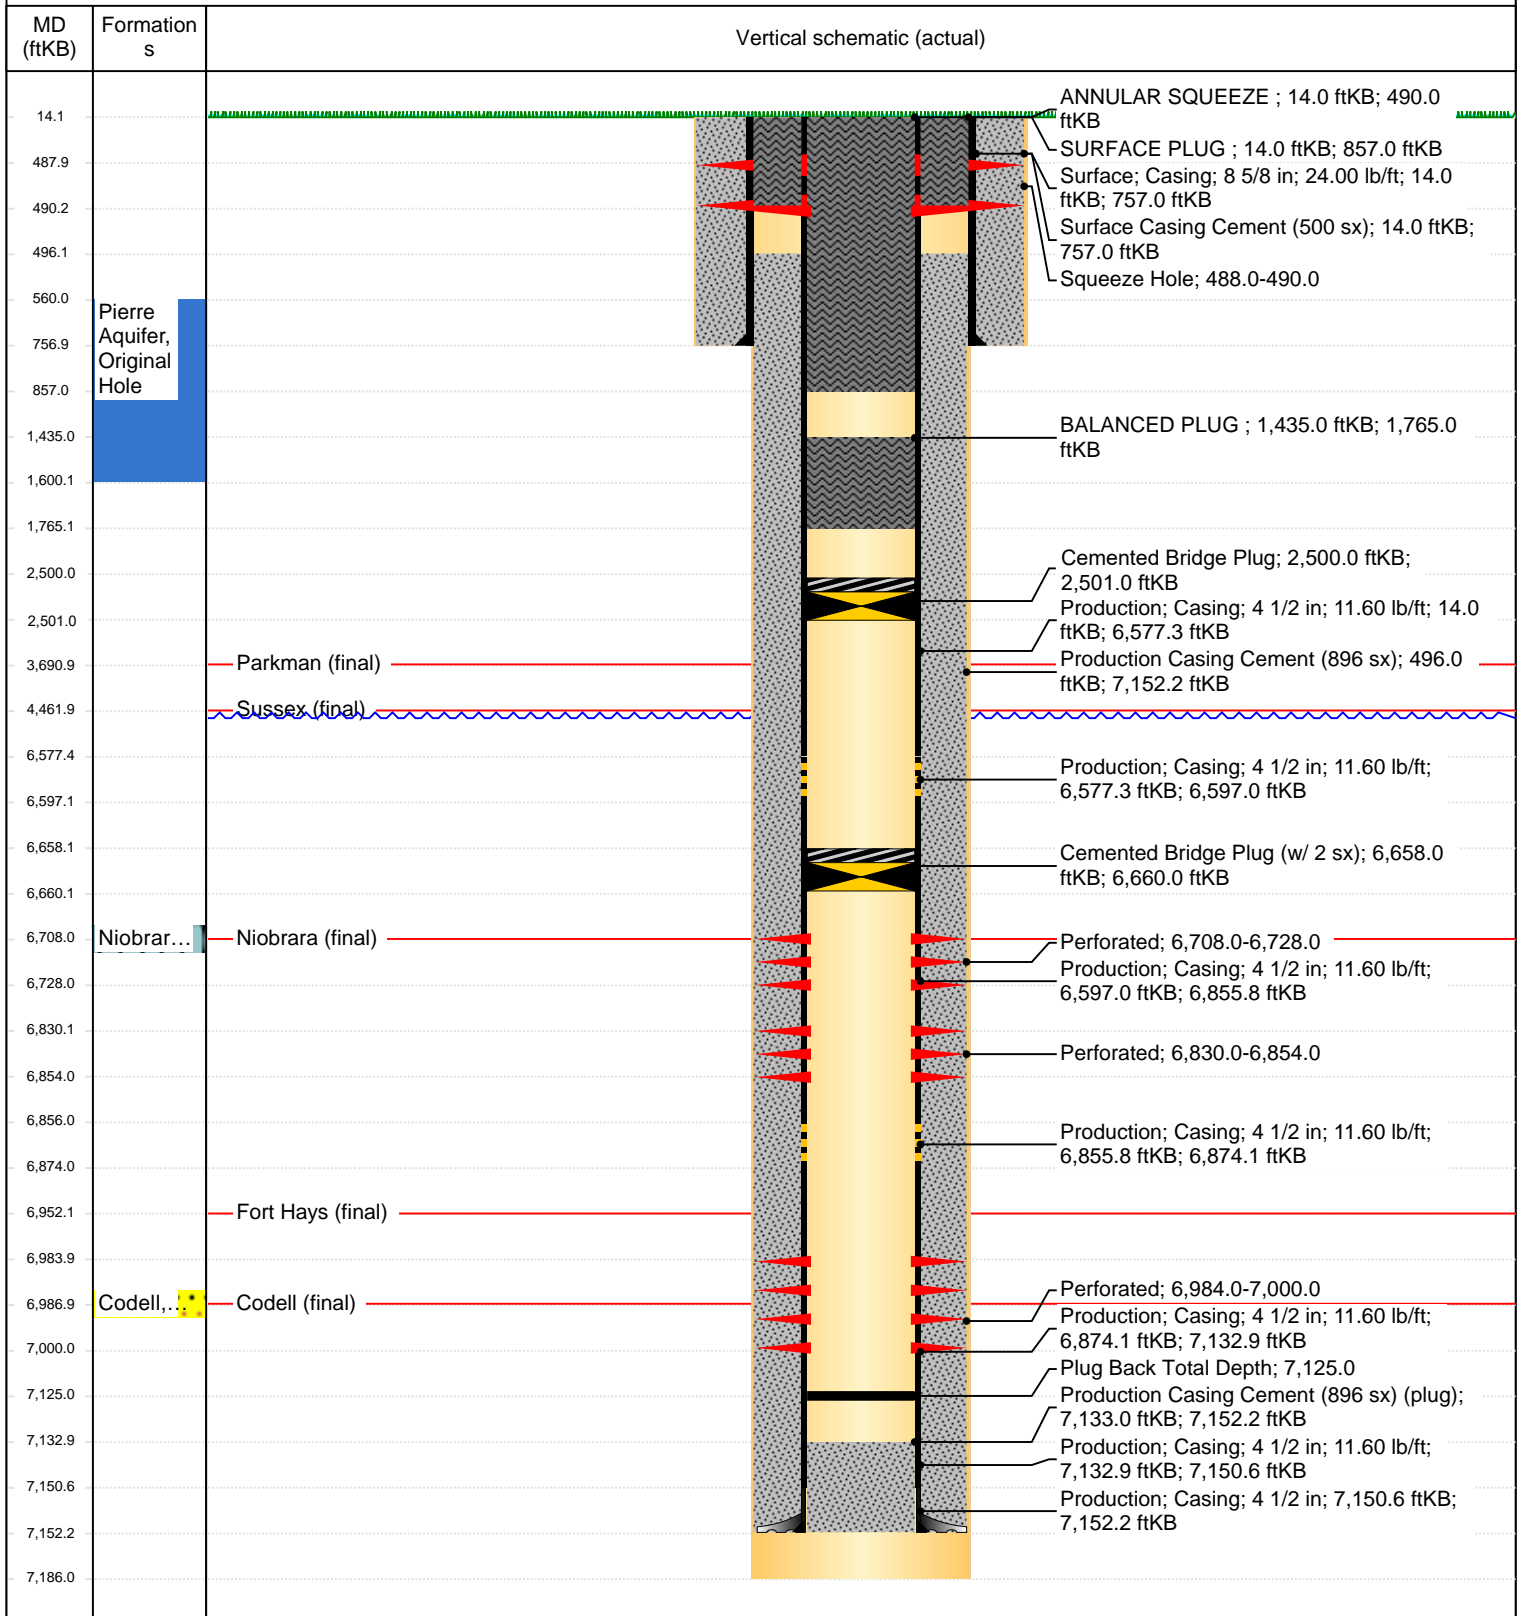 MD
(ftKB)
Formation
s
Vertical schematic (actual)
14.1
487.9
490.2
496.1
560.0
756.9
857.0
1,435.0
1,600.1
1,765.1
2,500.0
2,501.0
3,690.9
4,461.9
6,577.4
6,597.1
6,658.1
6,660.1
6,708.0
6,728.0
6,830.1
6,854.0
6,856.0
6,874.0
6,952.1
6,983.9
6,986.9
7,000.0
7,125.0
7,132.9
7,150.6
7,152.2
7,186.0
Pierre
Aquifer,
Original
Hole
Niobrar…
Codell,…
Parkman (final)
Sussex (final)
Niobrara (final)
Fort Hays (final)
Codell (final)
ANNULAR SQUEEZE ; 14.0 ftKB; 490.0
ftKB
SURFACE PLUG ; 14.0 ftKB; 857.0 ftKB
Surface; Casing; 8 5/8 in; 24.00 lb/ft; 14.0
ftKB; 757.0 ftKB
Surface Casing Cement (500 sx); 14.0 ftKB;
757.0 ftKB
Squeeze Hole; 488.0-490.0
BALANCED PLUG ; 1,435.0 ftKB; 1,765.0
ftKB
Cemented Bridge Plug; 2,500.0 ftKB;
2,501.0 ftKB
Production; Casing; 4 1/2 in; 11.60 lb/ft; 14.0
ftKB; 6,577.3 ftKB
Production Casing Cement (896 sx); 496.0
ftKB; 7,152.2 ftKB
Production; Casing; 4 1/2 in; 11.60 lb/ft;
6,577.3 ftKB; 6,597.0 ftKB
Cemented Bridge Plug (w/ 2 sx); 6,658.0
ftKB; 6,660.0 ftKB
Perforated; 6,708.0-6,728.0
Production; Casing; 4 1/2 in; 11.60 lb/ft;
6,597.0 ftKB; 6,855.8 ftKB
Perforated; 6,830.0-6,854.0
Production; Casing; 4 1/2 in; 11.60 lb/ft;
6,855.8 ftKB; 6,874.1 ftKB
Perforated; 6,984.0-7,000.0
Production; Casing; 4 1/2 in; 11.60 lb/ft;
6,874.1 ftKB; 7,132.9 ftKB
Plug Back Total Depth; 7,125.0
Production Casing Cement (896 sx) (plug);
7,133.0 ftKB; 7,152.2 ftKB
Production; Casing; 4 1/2 in; 11.60 lb/ft;
7,132.9 ftKB; 7,150.6 ftKB
Production; Casing; 4 1/2 in; 7,150.6 ftKB;
7,152.2 ftKB